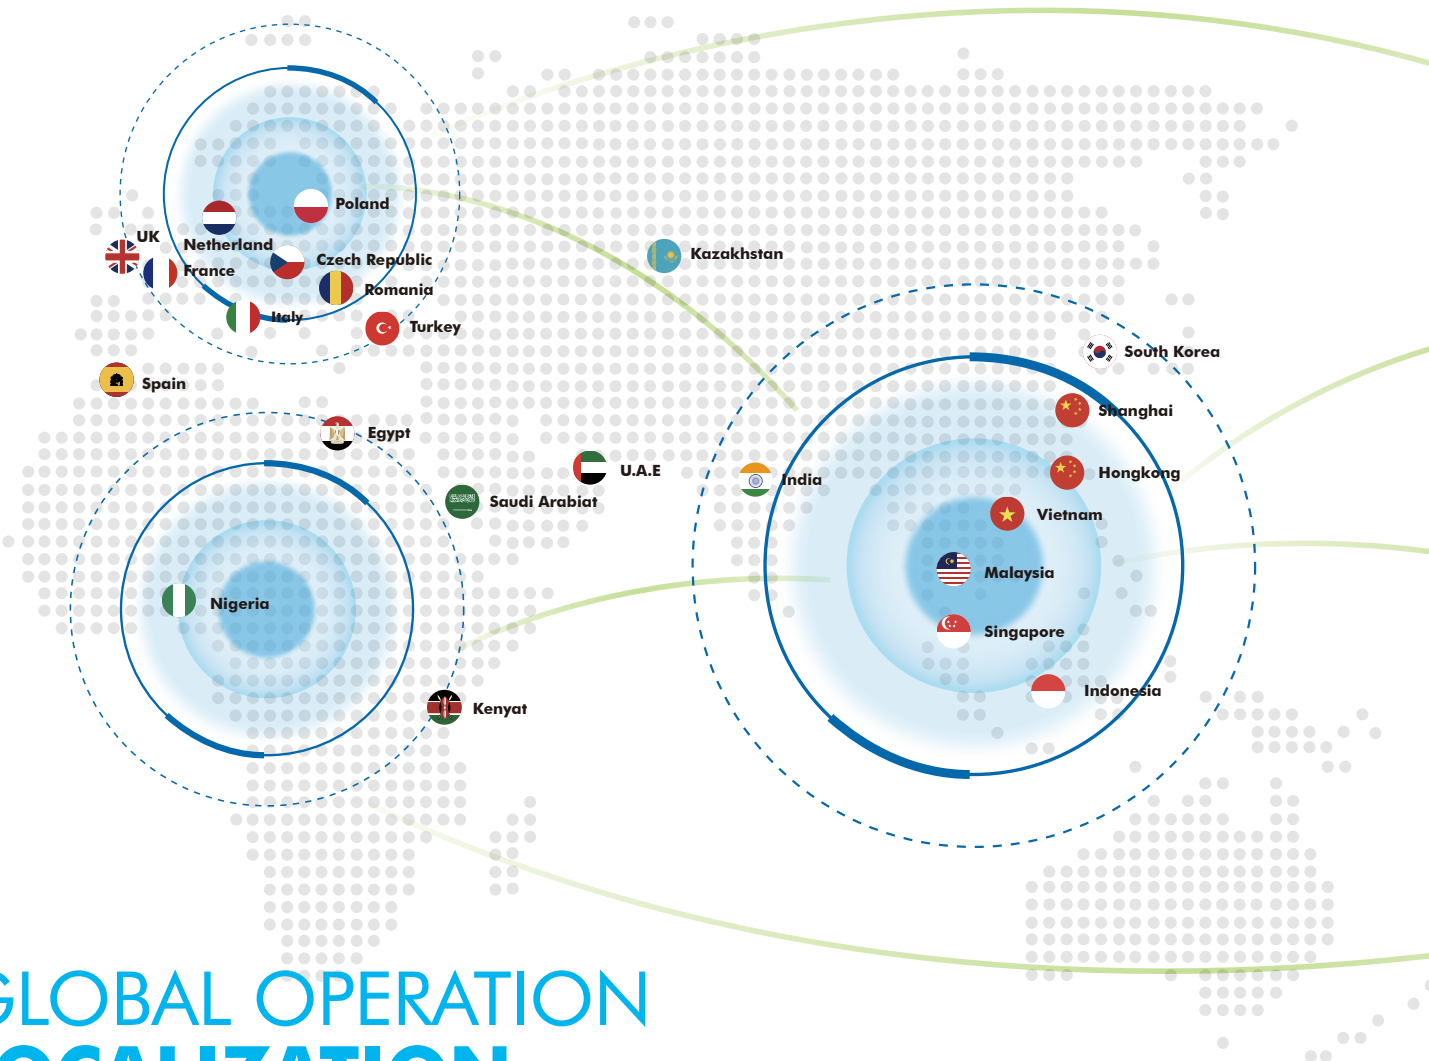 Poland
UK
Netherland
Czech Republic
France
Romania
Italy
Turkey
Spain
Kazakhstan
South Korea
Shanghai
Egypt
U.A.E
Hongkong
India
Saudi Arabiat
Vietnam
Malaysia
Nigeria
Singapore
Indonesia
Kenyat
GLOBAL OPERATION
OCALIZATION